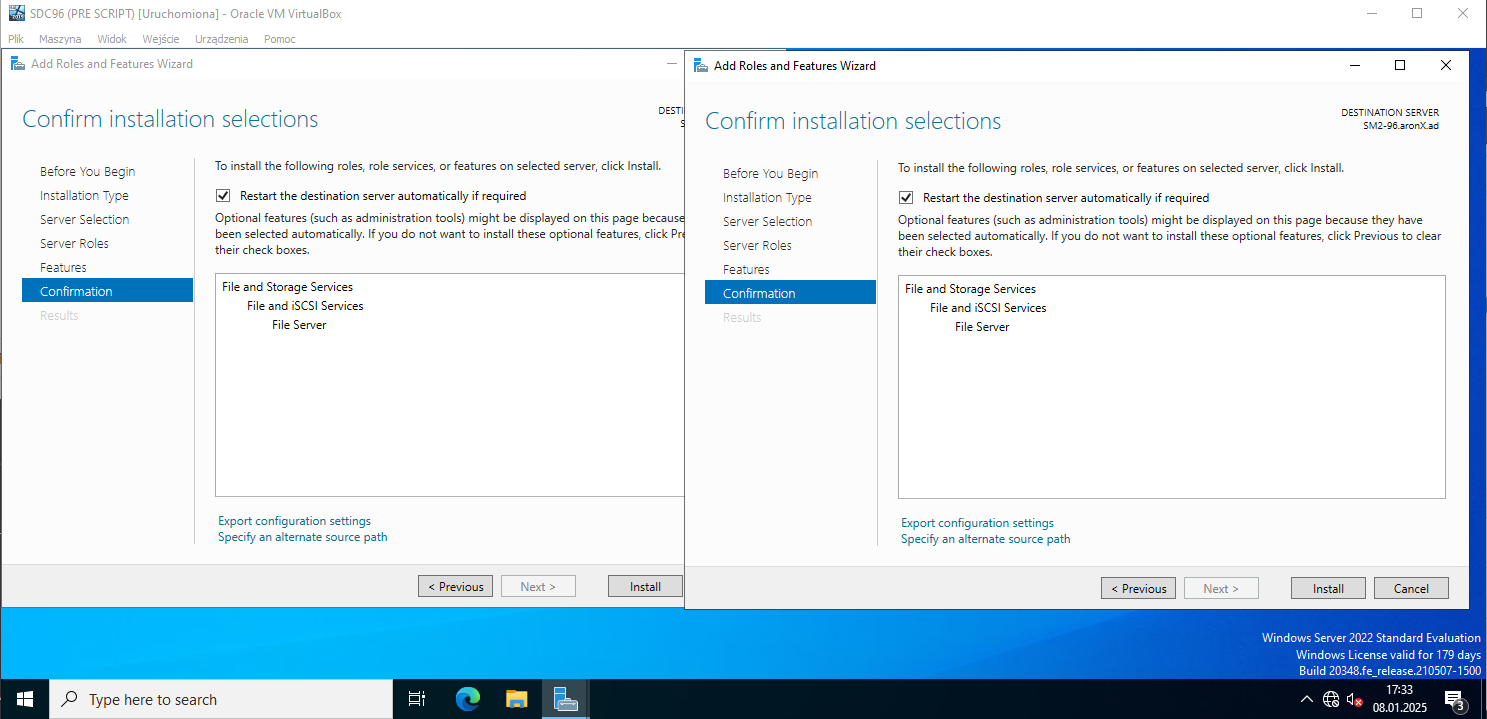 SDC96 (PRE SCRIPT) [Uruchomiona] - Oracle VM VirtualBox
Plik Maszyna Widok Wejście Urządzenia Pomoc
Add Roles and Features Wizard
Confirm installation selections
DESTI
S
Before You Begin
Installation Type
Server Selection
Server Roles
Features
Confirmation
Results
To install the following roles, role services, or features on selected server, click Install.
Restart the destination server automatically if required
Optional features (such as administration tools) might be displayed on this page because
been selected automatically. If you do not want to install these optional features, click Pre
their check boxes.
File and Storage Services
File and iSCSI Services
File Server
Export configuration settings
Specify an alternate source path
< Previous Next > Install
Add Roles and Features Wizard
Confirm installation selections
DESTINATION SERVER
SM2-96.aronX.ad
Before You Begin
Installation Type
Server Selection
Server Roles
Features
Confirmation
Results
To install the following roles, role services, or features on selected server, click Install.
Restart the destination server automatically if required
Optional features (such as administration tools) might be displayed on this page because they have
been selected automatically. If you do not want to install these optional features, click Previous to clear
their check boxes.
File and Storage Services
File and iSCSI Services
File Server
Export configuration settings
Specify an alternate source path
< Previous Next > Install Cancel
Windows Server 2022 Standard Evaluation
Windows License valid for 179 days
Build 20348.fe_release.210507-1500
Type here to search
17:33
08.01.2025
3